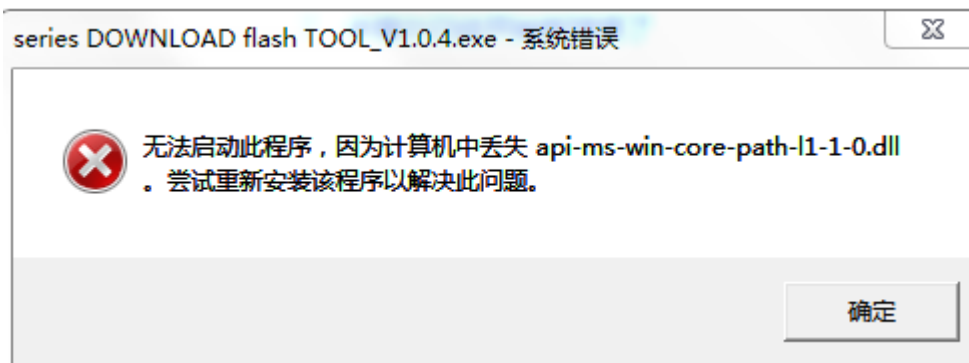 series DOWNLOAD flash TOOL_V1.0.4.exe - 系统错误
无法启动此程序，因为计算机中丢失 api-ms-win-core-path-l1-1-0.dll
。尝试重新安装该程序以解决此问题。
确定